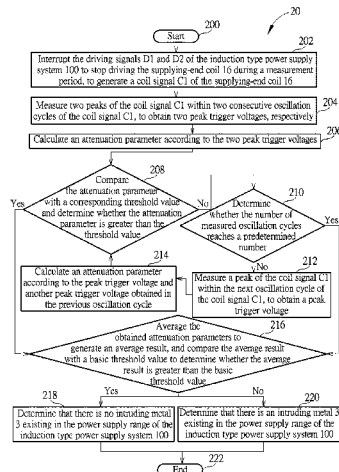 20
200
Start
202
Interrupt the driving signals D1 and D2 of the induction type power supply
system 100 to stop driving the supplying-end coil 16 during a measurement
period, to generate a coil signal C1 of the supplying-end coil 16
204
Measure two peaks of the coil signal C1 within two consecutive oscillation
cycles of the coil signal C1, to obtain two peak trigger voltages, respectively
206
Calculate an attenuation parameter according to the two peak trigger voltages
208
Compare
the attenuation parameter
with a corresponding threshold value
and determine whether the attenuation
parameter is greater than the
threshold value
Yes
No
210
Determine
whether the number of
measured oscillation cycles
reaches a predetermined
number
Yes
No
212
Measure a peak of the coil signal C1
within the next oscillation cycle of
the coil signal C1, to obtain a peak
trigger voltage
214
Calculate an attenuation parameter
according to the peak trigger voltage and
another peak trigger voltage obtained in
the previous oscillation cycle
216
Average the
obtained attenuation parameters to
generate an average result, and compare the average result
with a basic threshold value to determine whether the average
result is greater than the basic
threshold value
Yes
No
218
Determine that there is no intruding metal
3 existing in the power supply range of the
induction type power supply system 100
220
Determine that there is an intruding metal 3
existing in the power supply range of the
induction type power supply system 100
222
End